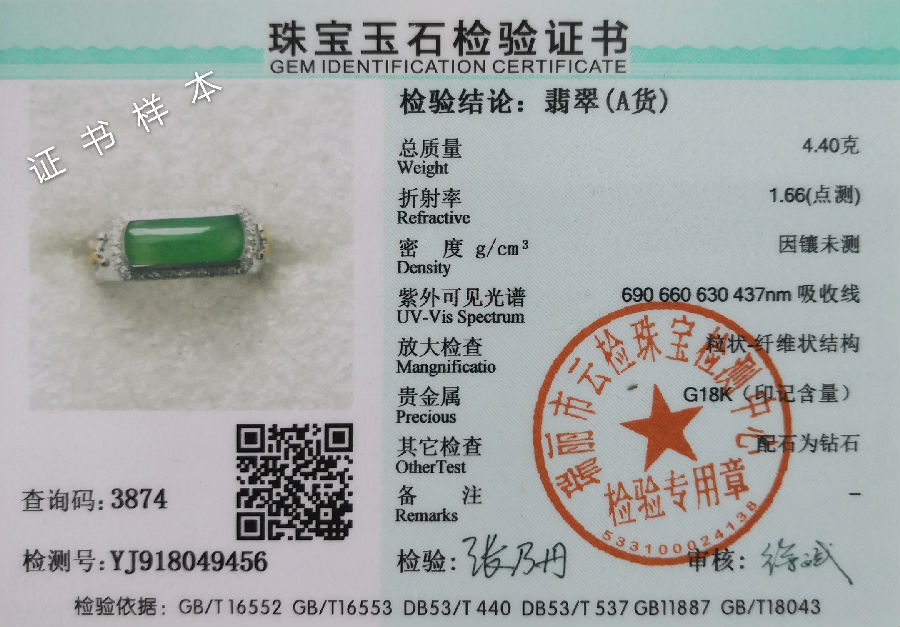 珠宝玉石检验证书
GEM IDENTIFICATION CERTIFICATE
证书样本
检验结论：翡翠(A货)
总质量 4.40克
Weight
折射率 1.66(点测)
Refractive
密 度 g/cm³ 因镶未测
Density
紫外可见光谱 690 660 630 437nm 吸收线
UV-Vis Spectrum
放大检查 粒状-纤维状结构
Mangnificatio
贵金属 G18K（印记含量）
Precious
其它检查 配石为钻石
OtherTest
备 注 –
Remarks
瑞丽市云检珠宝检测中心
检验专用章
5331000024138
查询码: 3874
检测号: YJ918049456
检验: 张乃丹 审核: 徐斌
检验依据: GB/T 16552 GB/T16553 DB53/T 440 DB53/T 537 GB11887 GB/T18043